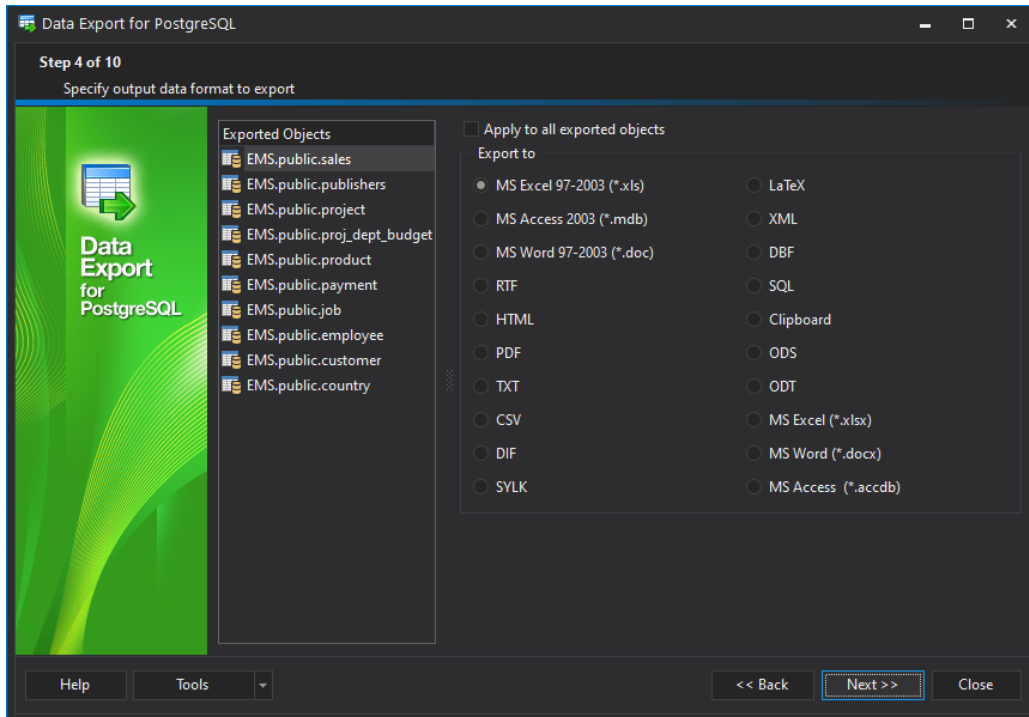 Data Export for PostgreSQL
Step 4 of 10
Specify output data format to export
Data
Export
for
PostgreSQL
Exported Objects
EMS.public.sales
EMS.public.publishers
EMS.public.project
EMS.public.proj_dept_budget
EMS.public.product
EMS.public.payment
EMS.public.job
EMS.public.employee
EMS.public.customer
EMS.public.country
Apply to all exported objects
Export to
MS Excel 97-2003 (*.xls)
MS Access 2003 (*.mdb)
MS Word 97-2003 (*.doc)
RTF
HTML
PDF
TXT
CSV
DIF
SYLK
LaTeX
XML
DBF
SQL
Clipboard
ODS
ODT
MS Excel (*.xlsx)
MS Word (*.docx)
MS Access (*.accdb)
Help
Tools
<< Back
Next >>
Close